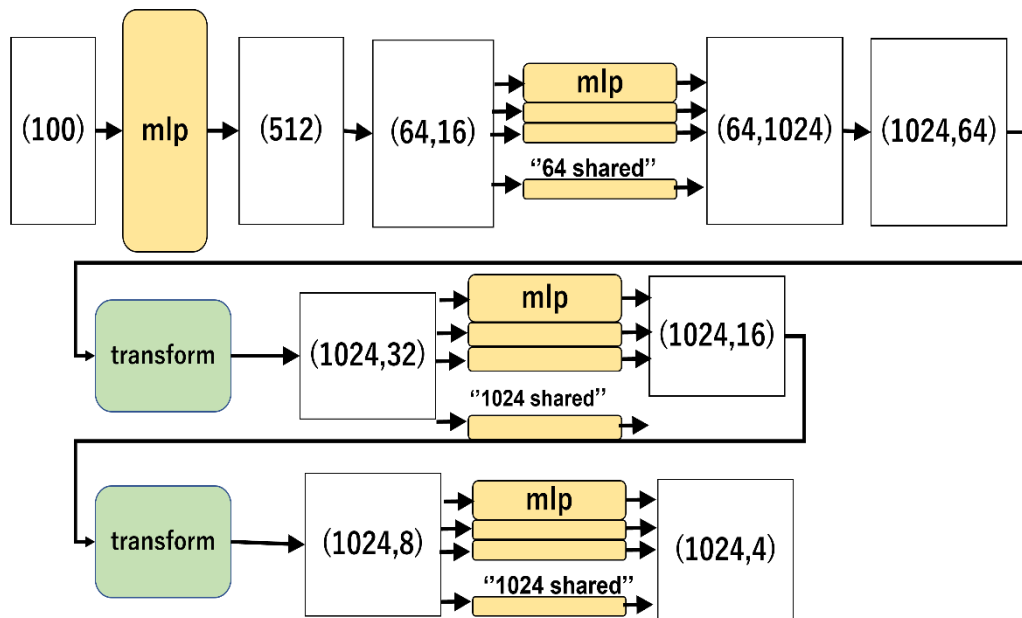 (100)
mlp
(512)
(64,16)
mlp
‘‘64 shared’’
(64,1024)
(1024,64)
transform
(1024,32)
mlp
‘‘1024 shared’’
(1024,16)
transform
(1024,8)
mlp
‘‘1024 shared’’
(1024,4)